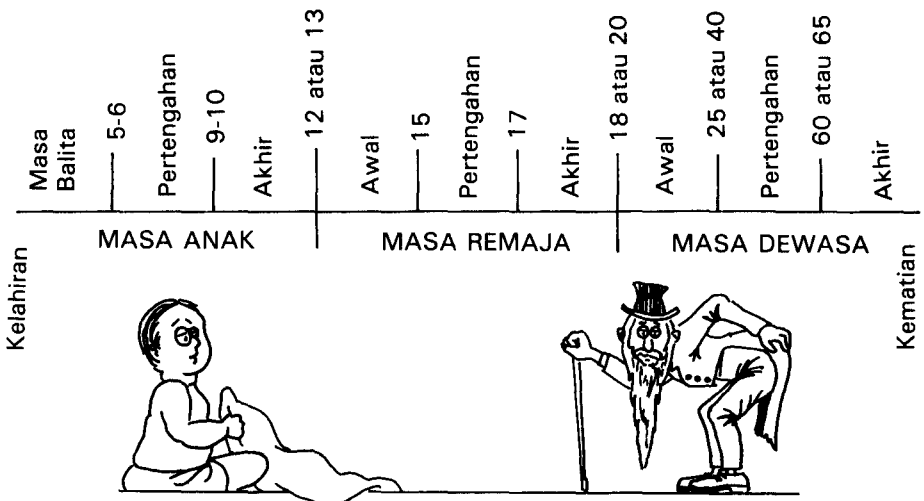 Masa
Balita
5-6
Pertengahan
9-10
Akhir
12 atau 13
Awal
15
Pertengahan
17
Akhir
18 atau 20
Awal
25 atau 40
Pertengahan
60 atau 65
Akhir
Kelahiran
MASA ANAK
MASA REMAJA
MASA DEWASA
Kematian